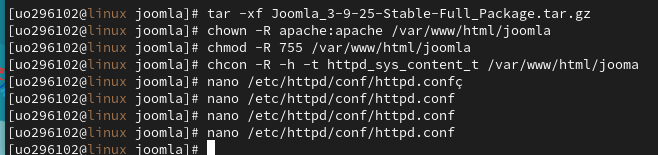 [uo296102@linux joomla]# tar -xf Joomla_3-9-25-Stable-Full_Package.tar.gz
[uo296102@linux joomla]# chown -R apache:apache /var/www/html/joomla
[uo296102@linux joomla]# chmod -R 755 /var/www/html/joomla
[uo296102@linux joomla]# chcon -R -h -t httpd_sys_content_t /var/www/html/jooma
[uo296102@linux joomla]# nano /etc/httpd/conf/httpd.confç
[uo296102@linux joomla]# nano /etc/httpd/conf/httpd.conf
[uo296102@linux joomla]# nano /etc/httpd/conf/httpd.conf
[uo296102@linux joomla]# nano /etc/httpd/conf/httpd.conf
[uo296102@linux joomla]#